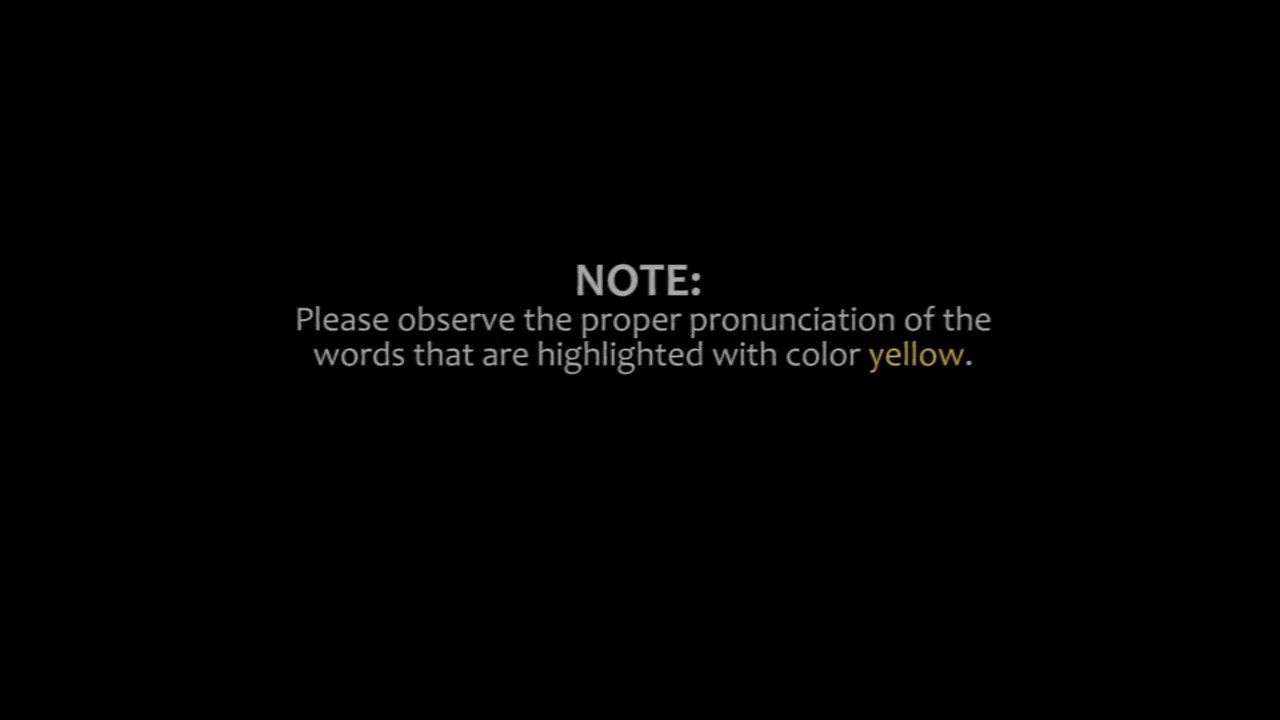 NOTE:
Please observe the proper pronunciation of the
words that are highlighted with color yellow.